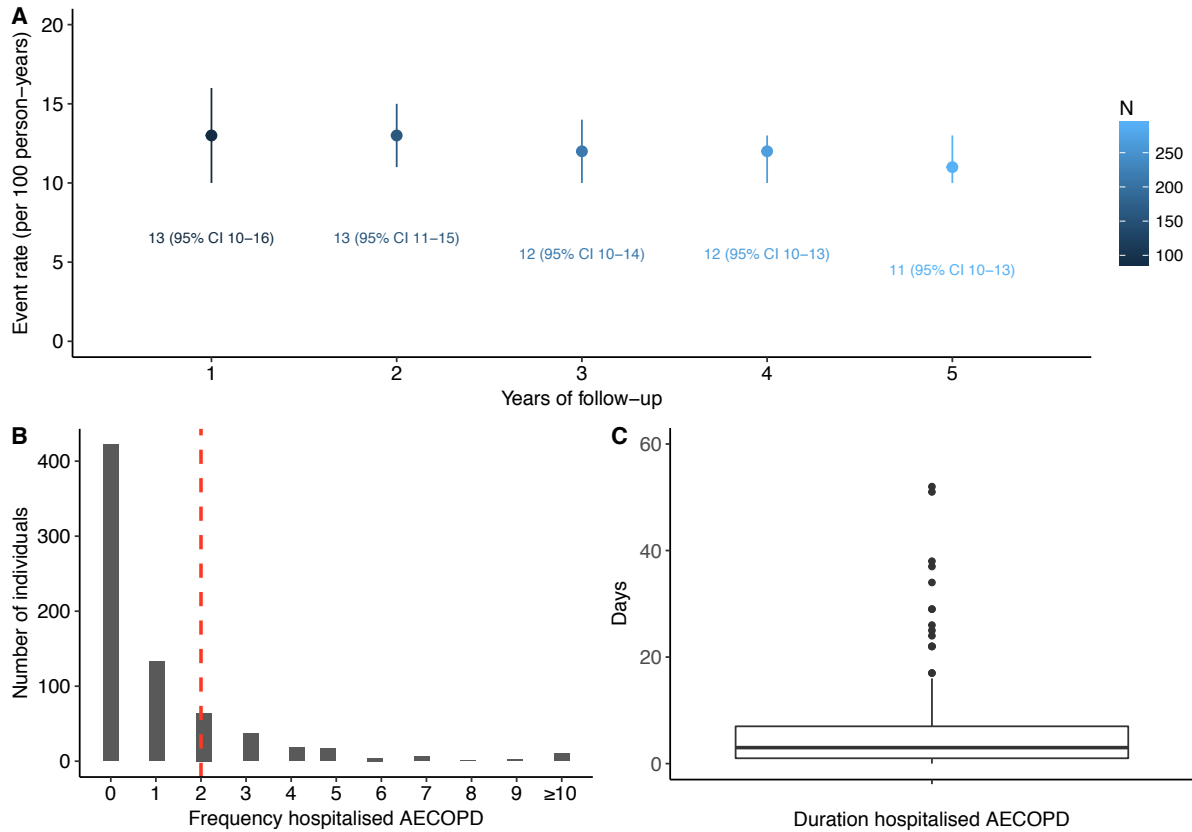 A
Event rate (per 100 person−years)
20
15
10
5
0
13 (95% CI 10−16)
13 (95% CI 11−15)
12 (95% CI 10−14)
12 (95% CI 10−13)
11 (95% CI 10−13)
1 2 3 4 5
Years of follow−up
N
250
200
150
100
B
Number of individuals
400
300
200
100
0
0 1 2 3 4 5 6 7 8 9 ≥10
Frequency hospitalised AECOPD
C
Days
60
40
20
0
Duration hospitalised AECOPD